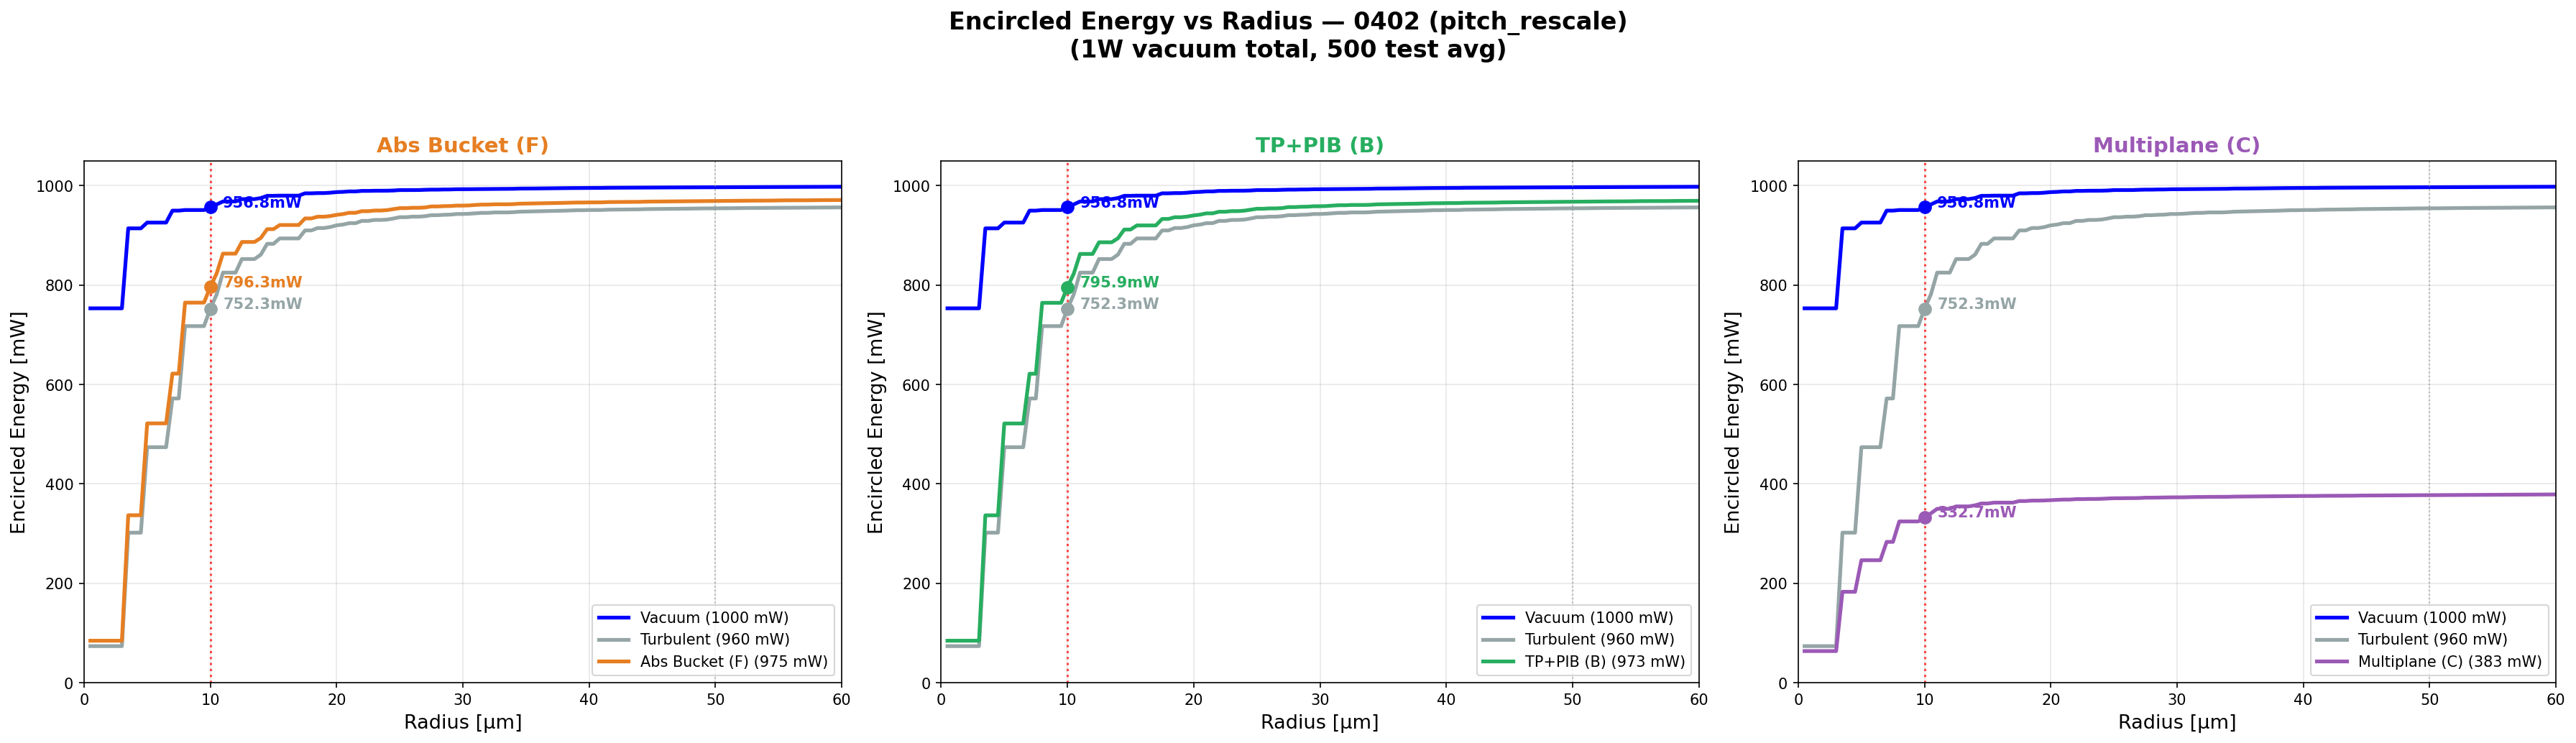 Encircled Energy vs Radius — 0402 (pitch_rescale)
(1W vacuum total, 500 test avg)
Abs Bucket (F)
Encircled Energy [mW]
1000
800
600
400
200
0
956.8mW
796.3mW
752.3mW
Vacuum (1000 mW)
Turbulent (960 mW)
Abs Bucket (F) (975 mW)
0 10 20 30 40 50 60
Radius [µm]
TP+PIB (B)
Encircled Energy [mW]
1000
800
600
400
200
0
956.8mW
795.9mW
752.3mW
Vacuum (1000 mW)
Turbulent (960 mW)
TP+PIB (B) (973 mW)
0 10 20 30 40 50 60
Radius [µm]
Multiplane (C)
Encircled Energy [mW]
1000
800
600
400
200
0
956.8mW
752.3mW
332.7mW
Vacuum (1000 mW)
Turbulent (960 mW)
Multiplane (C) (383 mW)
0 10 20 30 40 50 60
Radius [µm]